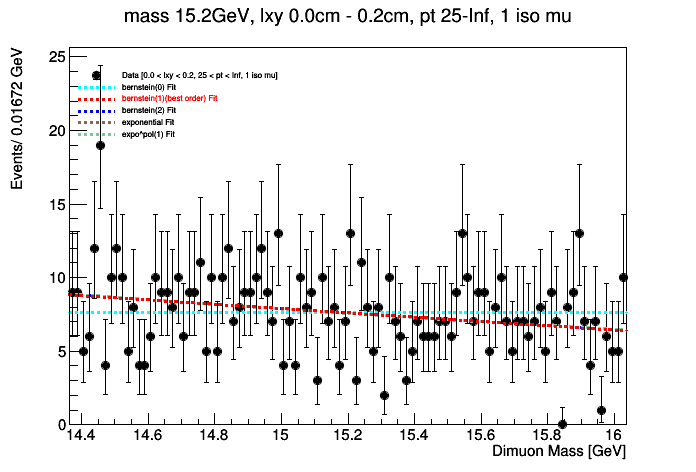 mass 15.2GeV, lxy 0.0cm - 0.2cm, pt 25-Inf, 1 iso mu
Events/ 0.01672 GeV
25
20
15
10
5
0
Data [0.0 < lxy < 0.2, 25 < pt < Inf, 1 iso mu]
bernstein(0) Fit
bernstein(1)(best order) Fit
bernstein(2) Fit
exponential Fit
expo^pol(1) Fit
14.4 14.6 14.8 15 15.2 15.4 15.6 15.8 16
Dimuon Mass [GeV]